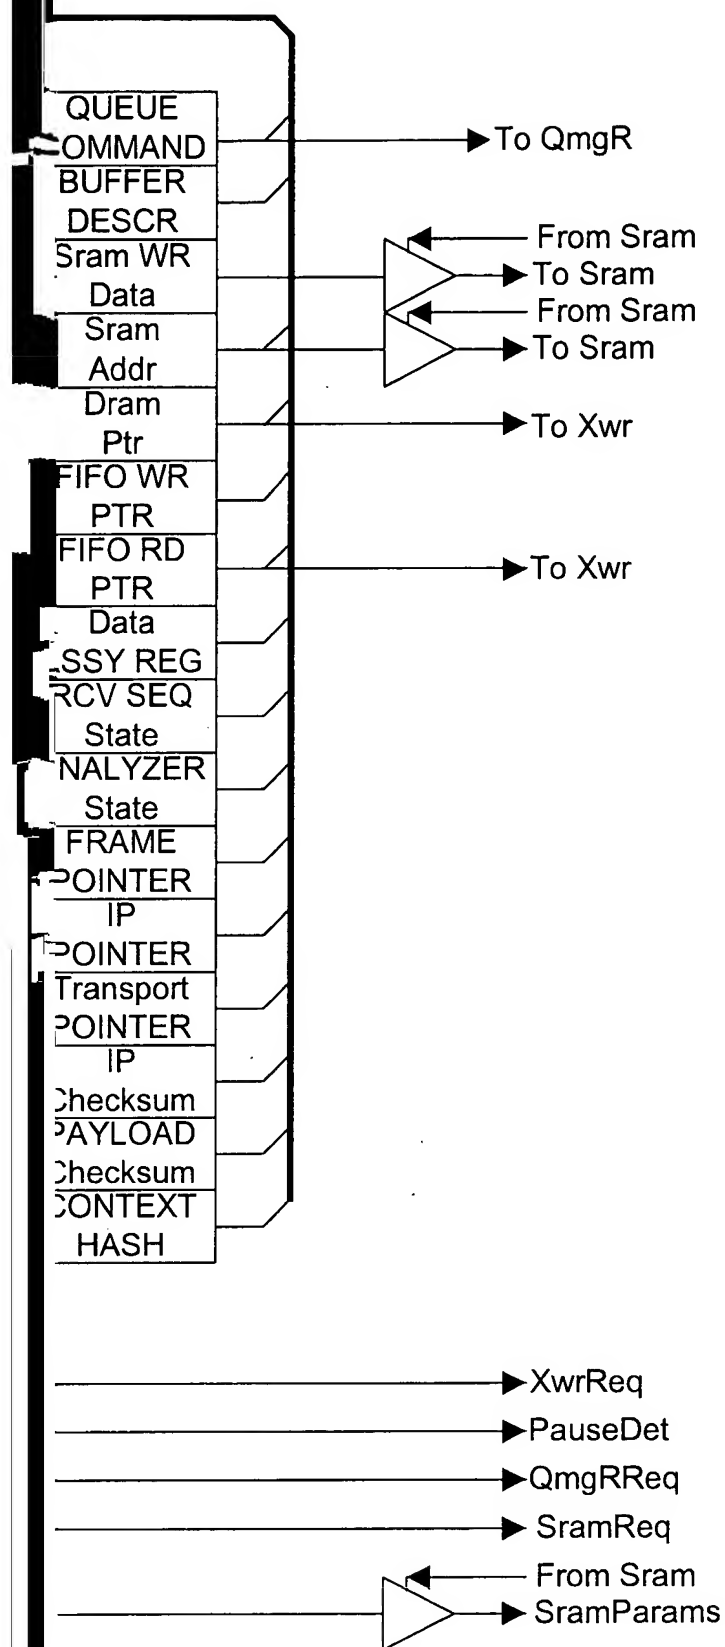 QUEUE
OMMAND
To QmgR
BUFFER
DESCR
From Sram
Sram WR
To Sram
Data
From Sram
Sram
To Sram
Addr
Dram
To Xwr
Ptr
FIFO WR
PTR
FIFO RD
To Xwr
PTR
Data
SSY REG
RCV SEQ
State
NALYZER
State
FRAME
POINTER
IP
POINTER
Transport
POINTER
IP
Checksum
PAYLOAD
Checksum
CONTEXT
HASH
XwrReq
PauseDet
QmgRReq
SramReq
From Sram
SramParams